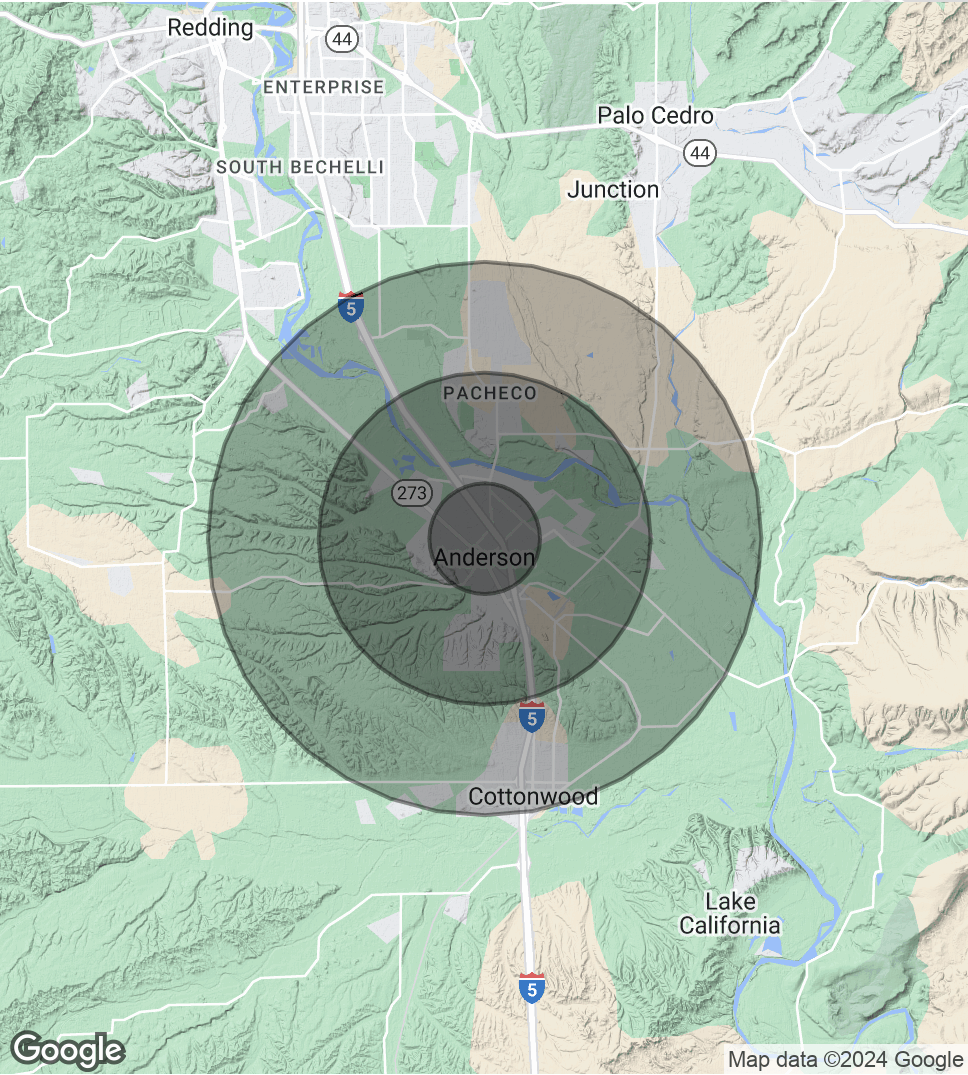 Redding
44
ENTERPRISE
Palo Cedro
44
SOUTH BECHELLI
Junction
5
PACHECO
273
Anderson
5
Cottonwood
Lake
California
5
Google
Map data ©2024 Google